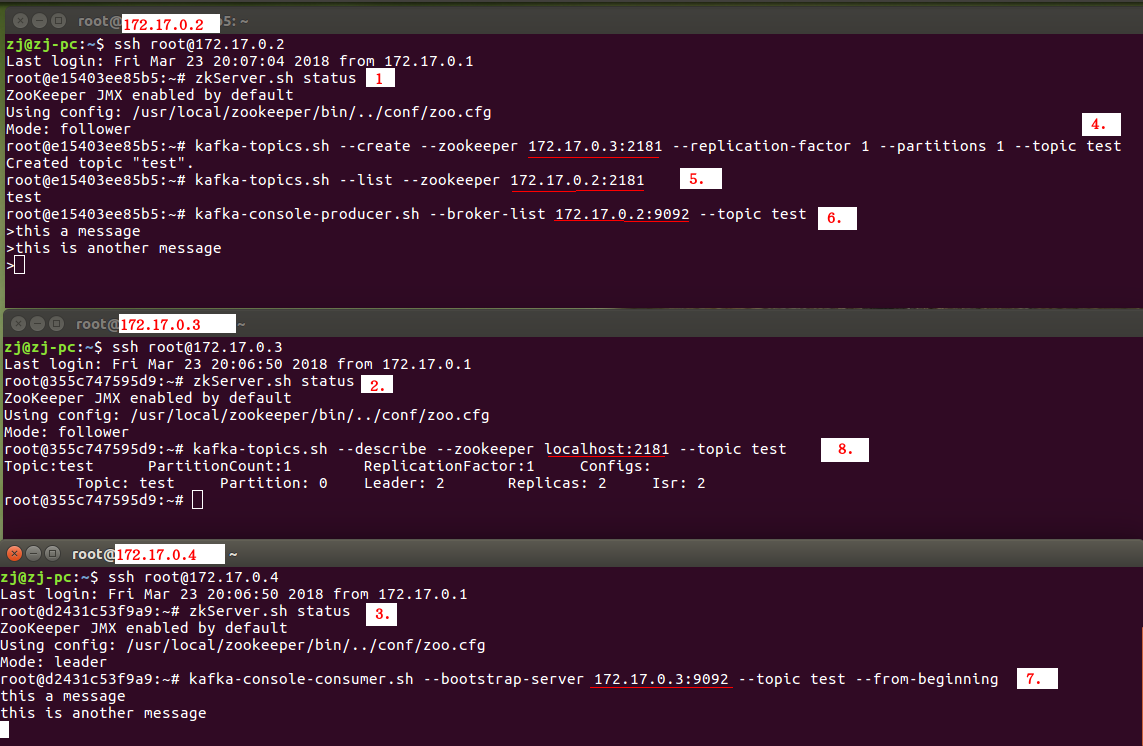 root@172.17.0.2 b5: ~
zj@zj-pc:~$ ssh root@172.17.0.2
Last login: Fri Mar 23 20:07:04 2018 from 172.17.0.1
root@e15403ee85b5:~# zkServer.sh status 1
ZooKeeper JMX enabled by default
Using config: /usr/local/zookeeper/bin/../conf/zoo.cfg
Mode: follower
4.
root@e15403ee85b5:~# kafka-topics.sh --create --zookeeper 172.17.0.3:2181 --replication-factor 1 --partitions 1 --topic test
Created topic "test".
root@e15403ee85b5:~# kafka-topics.sh --list --zookeeper 172.17.0.2:2181 5.
test
root@e15403ee85b5:~# kafka-console-producer.sh --broker-list 172.17.0.2:9092 --topic test 6.
>this a message
>this is another message
>
root@172.17.0.3 ~
zj@zj-pc:~$ ssh root@172.17.0.3
Last login: Fri Mar 23 20:06:50 2018 from 172.17.0.1
root@355c747595d9:~# zkServer.sh status 2.
ZooKeeper JMX enabled by default
Using config: /usr/local/zookeeper/bin/../conf/zoo.cfg
Mode: follower
root@355c747595d9:~# kafka-topics.sh --describe --zookeeper localhost:2181 --topic test 8.
Topic:test PartitionCount:1 ReplicationFactor:1 Configs:
Topic: test Partition: 0 Leader: 2 Replicas: 2 Isr: 2
root@355c747595d9:~#
root@172.17.0.4 ~
zj@zj-pc:~$ ssh root@172.17.0.4
Last login: Fri Mar 23 20:06:50 2018 from 172.17.0.1
root@d2431c53f9a9:~# zkServer.sh status 3.
ZooKeeper JMX enabled by default
Using config: /usr/local/zookeeper/bin/../conf/zoo.cfg
Mode: leader
root@d2431c53f9a9:~# kafka-console-consumer.sh --bootstrap-server 172.17.0.3:9092 --topic test --from-beginning 7.
this a message
this is another message